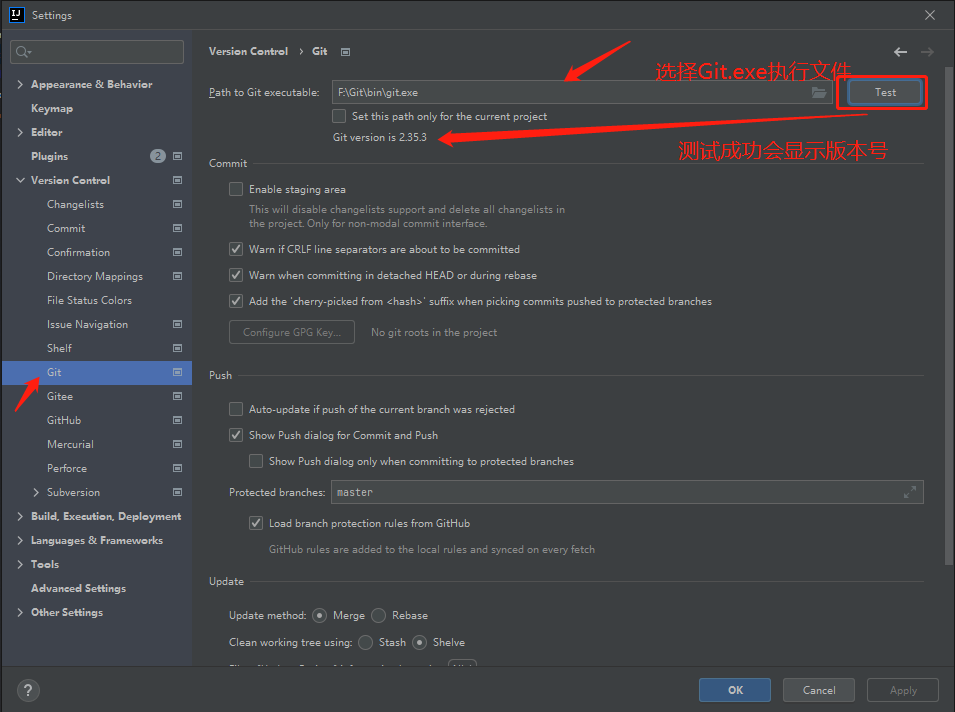 Settings
Version Control › Git
Appearance & Behavior
Keymap
Editor
Plugins 2
Version Control
Changelists
Commit
Confirmation
Directory Mappings
File Status Colors
Issue Navigation
Shelf
Git
Gitee
GitHub
Mercurial
Perforce
Subversion
Build, Execution, Deployment
Languages & Frameworks
Tools
Advanced Settings
Other Settings
选择Git.exe执行文件
Path to Git executable: F:\Git\bin\git.exe Test
Set this path only for the current project
Git version is 2.35.3
测试成功会显示版本号
Commit
Enable staging area
This will disable changelists support and delete all changelists in
the project. Only for non-modal commit interface.
Warn if CRLF line separators are about to be committed
Warn when committing in detached HEAD or during rebase
Add the 'cherry-picked from <hash>' suffix when picking commits pushed to protected branches
Configure GPG Key... No git roots in the project
Push
Auto-update if push of the current branch was rejected
Show Push dialog for Commit and Push
Show Push dialog only when committing to protected branches
Protected branches: master
Load branch protection rules from GitHub
GitHub rules are added to the local rules and synced on every fetch
Update
Update method: Merge Rebase
Clean working tree using: Stash Shelve
? OK Cancel Apply